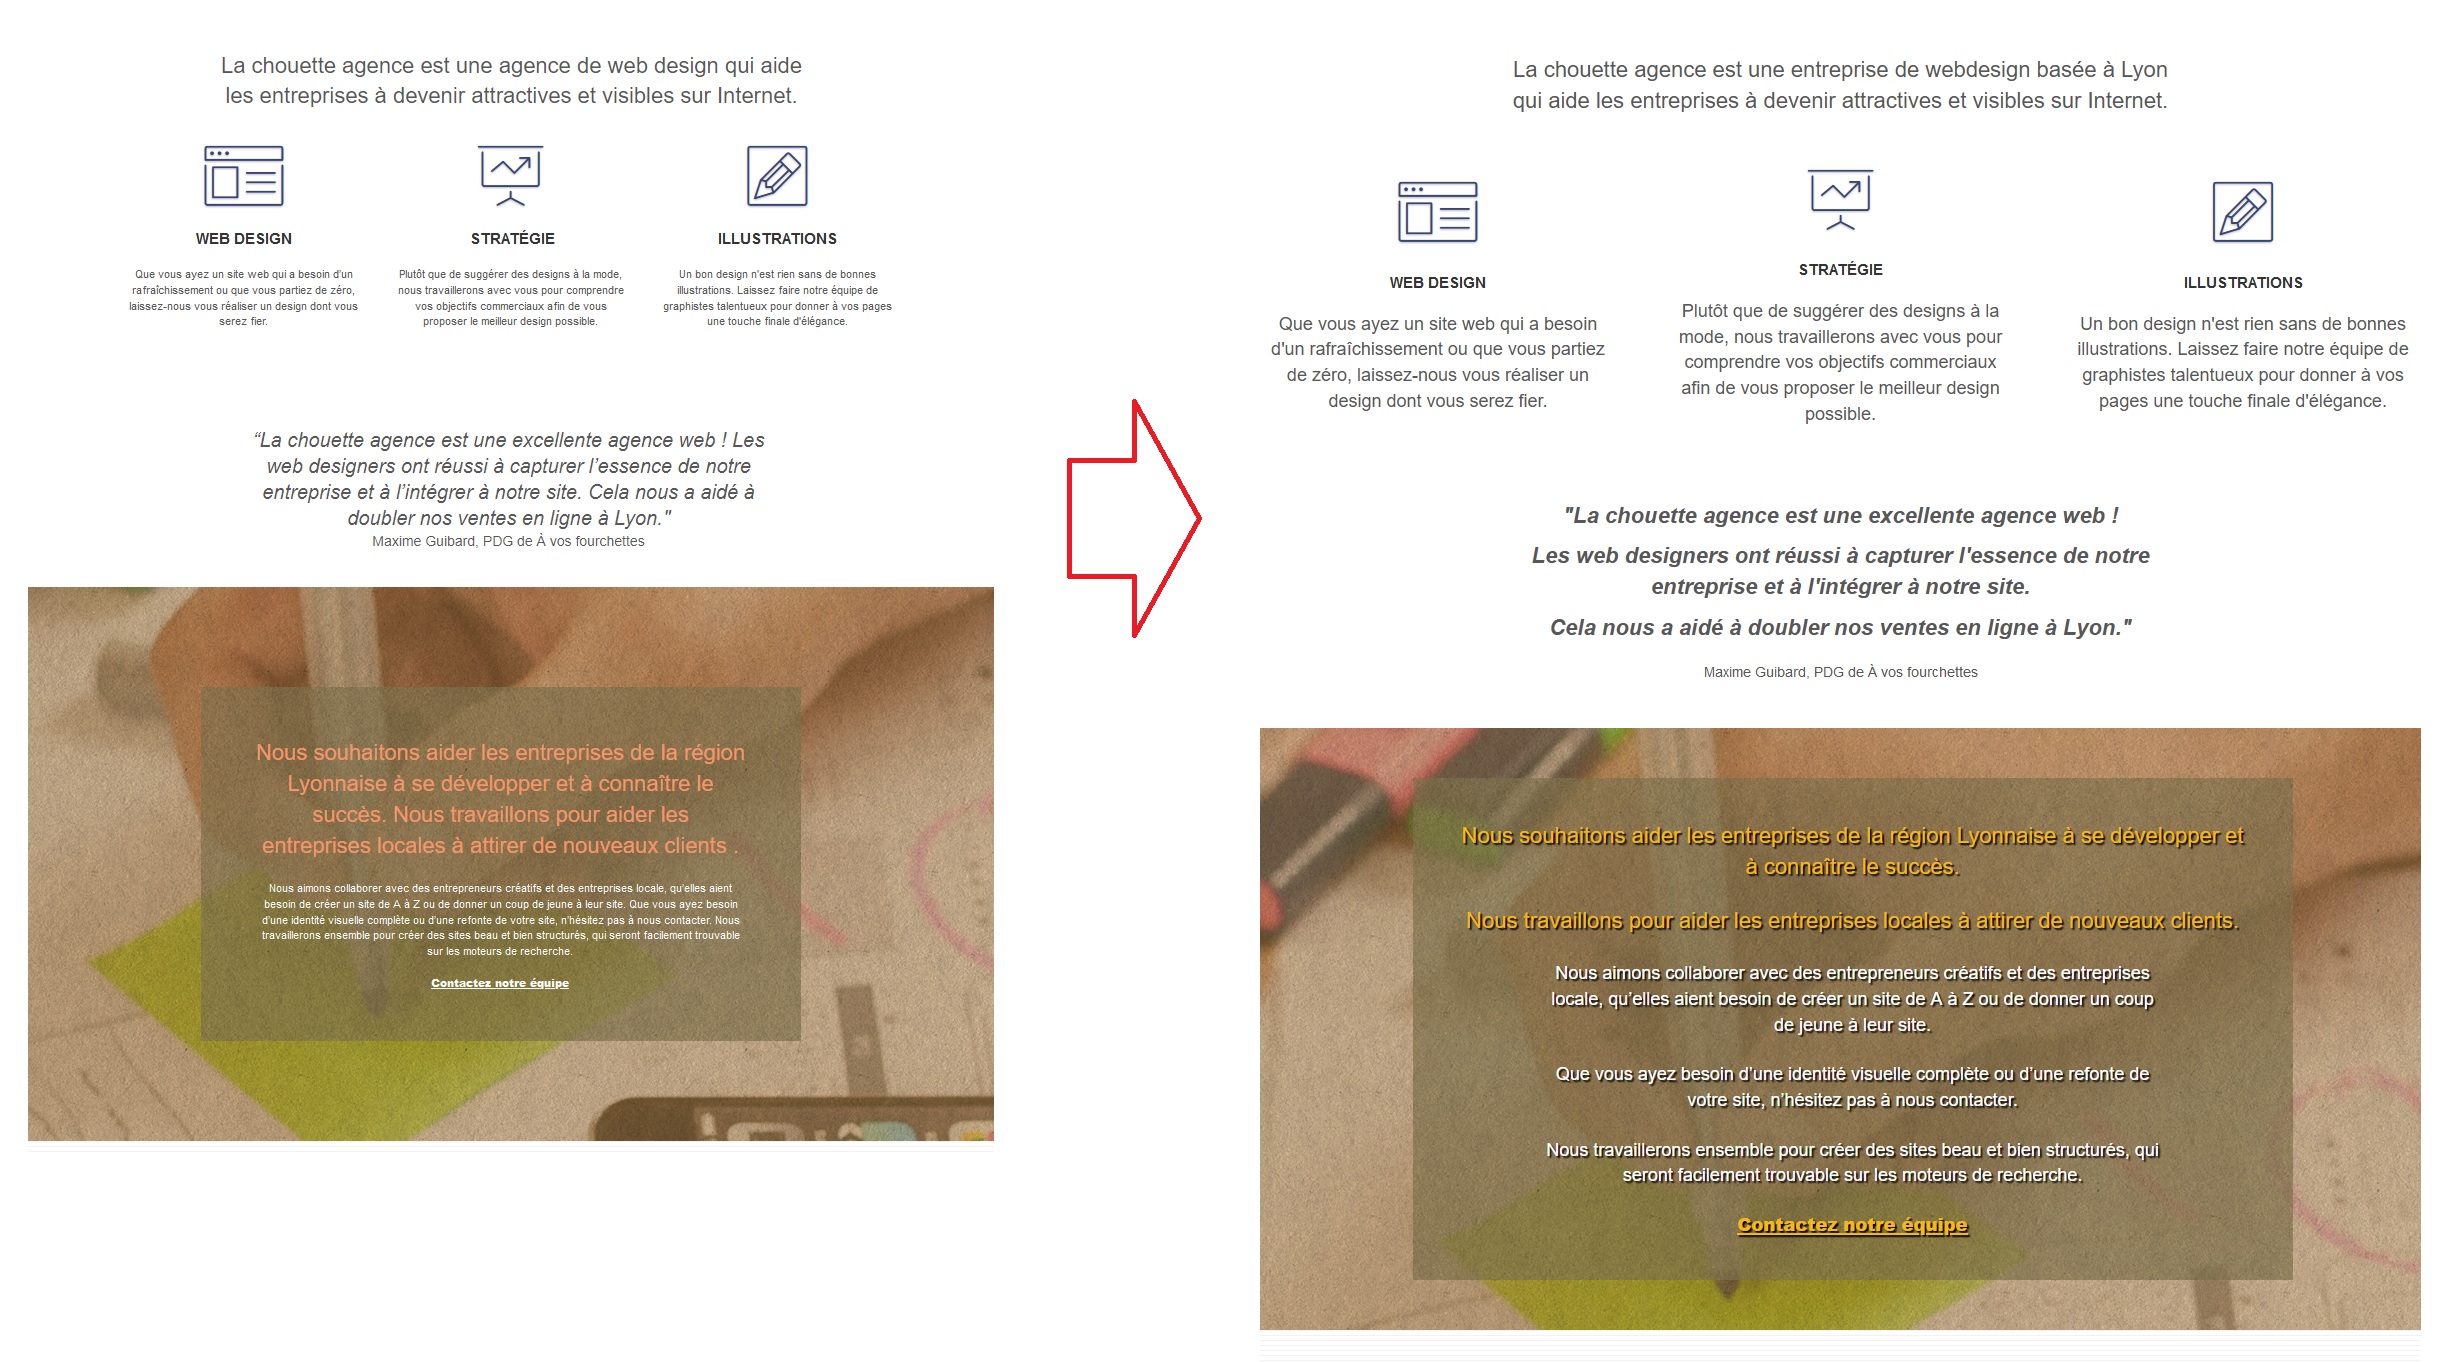 La chouette agence est une agence de web design qui aide
les entreprises à devenir attractives et visibles sur Internet.
WEB DESIGN
Que vous ayez un site web qui a besoin d'un
rafraîchissement ou que vous partiez de zéro,
laissez-nous vous réaliser un design dont vous
serez fier.
STRATÉGIE
Plutôt que de suggérer des designs à la mode,
nous travaillerons avec vous pour comprendre
vos objectifs commerciaux afin de vous
proposer le meilleur design possible.
ILLUSTRATIONS
Un bon design n'est rien sans de bonnes
illustrations. Laissez faire notre équipe de
graphistes talentueux pour donner à vos pages
une touche finale d'élégance.
“La chouette agence est une excellente agence web ! Les
web designers ont réussi à capturer l’essence de notre
entreprise et à l’intégrer à notre site. Cela nous a aidé à
doubler nos ventes en ligne à Lyon."
Maxime Guibard, PDG de À vos fourchettes
Nous souhaitons aider les entreprises de la région
Lyonnaise à se développer et à connaître le
succès. Nous travaillons pour aider les
entreprises locales à attirer de nouveaux clients .
Nous aimons collaborer avec des entrepreneurs créatifs et des entreprises locale, qu'elles aient
besoin de créer un site de A à Z ou de donner un coup de jeune à leur site. Que vous ayez besoin
d'une identité visuelle complète ou d'une refonte de votre site, n'hésitez pas à nous contacter. Nous
travaillerons ensemble pour créer des sites beau et bien structurés, qui seront facilement trouvable
sur les moteurs de recherche.
Contactez notre équipe
La chouette agence est une entreprise de webdesign basée à Lyon
qui aide les entreprises à devenir attractives et visibles sur Internet.
WEB DESIGN
Que vous ayez un site web qui a besoin
d'un rafraîchissement ou que vous partiez
de zéro, laissez-nous vous réaliser un
design dont vous serez fier.
STRATÉGIE
Plutôt que de suggérer des designs à la
mode, nous travaillerons avec vous pour
comprendre vos objectifs commerciaux
afin de vous proposer le meilleur design
possible.
ILLUSTRATIONS
Un bon design n'est rien sans de bonnes
illustrations. Laissez faire notre équipe de
graphistes talentueux pour donner à vos
pages une touche finale d'élégance.
"La chouette agence est une excellente agence web !
Les web designers ont réussi à capturer l'essence de notre
entreprise et à l'intégrer à notre site.
Cela nous a aidé à doubler nos ventes en ligne à Lyon."
Maxime Guibard, PDG de À vos fourchettes
Nous souhaitons aider les entreprises de la région Lyonnaise à se développer et
à connaître le succès.
Nous travaillons pour aider les entreprises locales à attirer de nouveaux clients.
Nous aimons collaborer avec des entrepreneurs créatifs et des entreprises
locale, qu’elles aient besoin de créer un site de A à Z ou de donner un coup
de jeune à leur site.
Que vous ayez besoin d’une identité visuelle complète ou d’une refonte de
votre site, n’hésitez pas à nous contacter.
Nous travaillerons ensemble pour créer des sites beau et bien structurés, qui
seront facilement trouvable sur les moteurs de recherche.
Contactez notre équipe